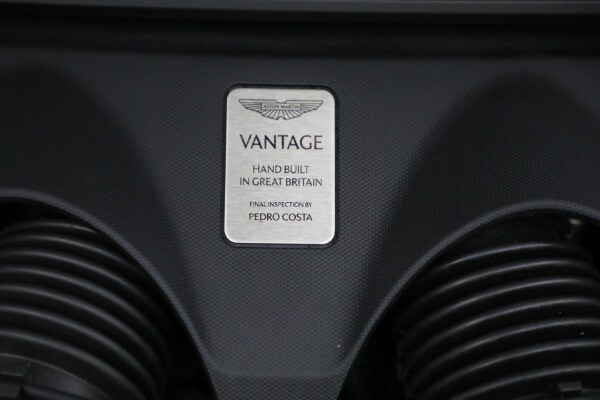 ASTON MARTIN
VANTAGE
HAND BUILT
IN GREAT BRITAIN
FINAL INSPECTION BY
PEDRO COSTA